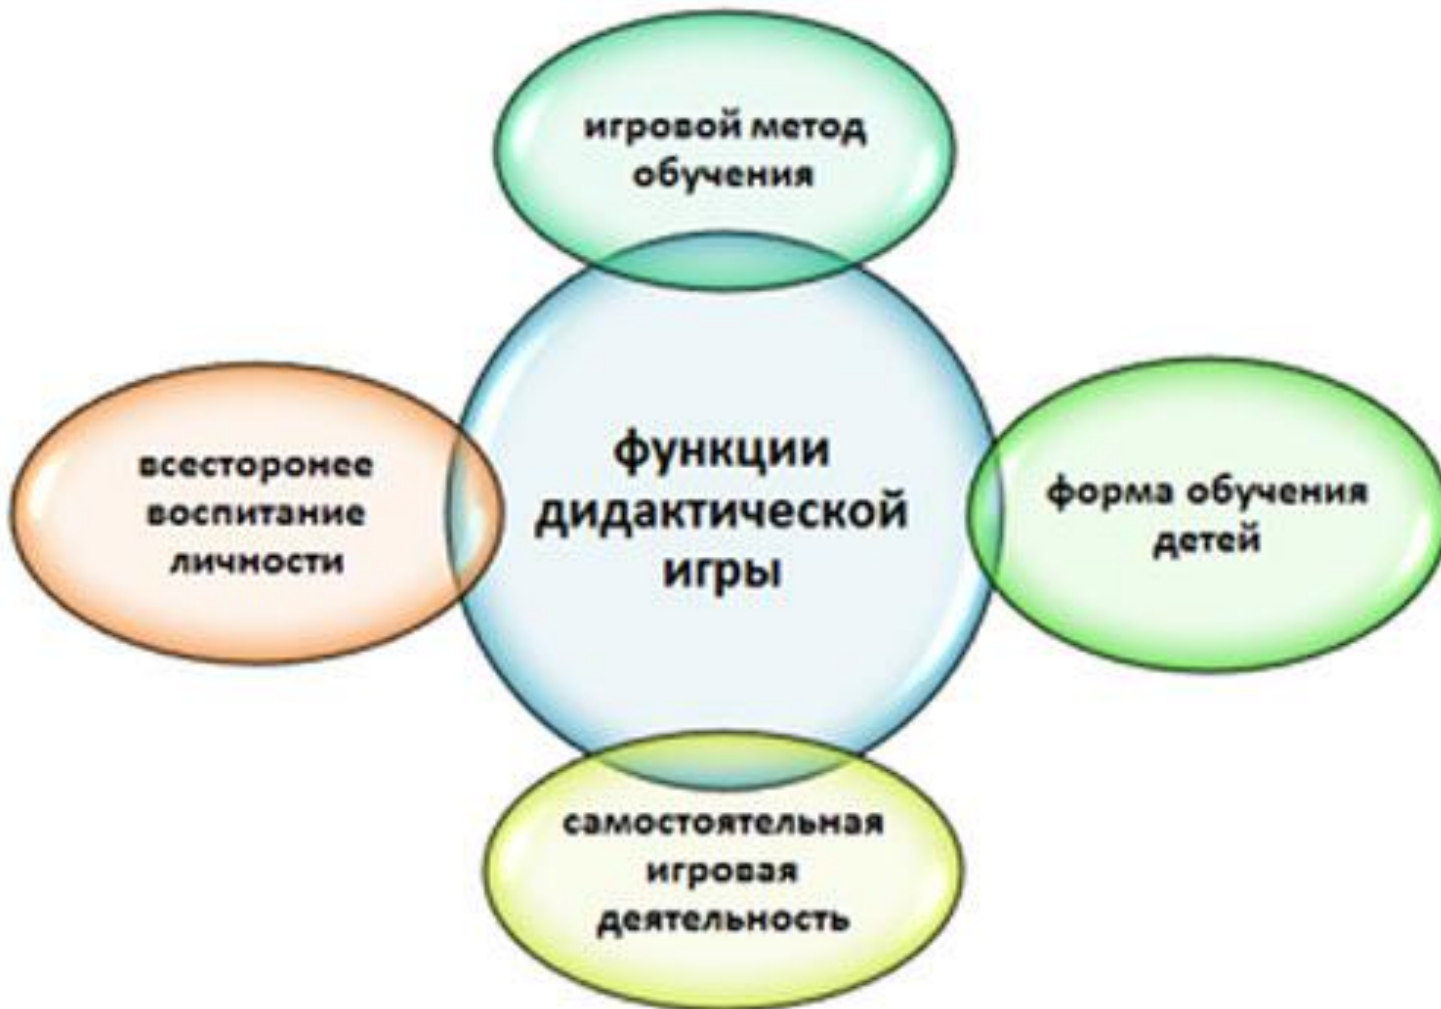 игровой метод
обучения
всесторонее
воспитание
личности
функции
дидактической
игры
форма обучения
детей
самостоятельная
игровая
деятельность